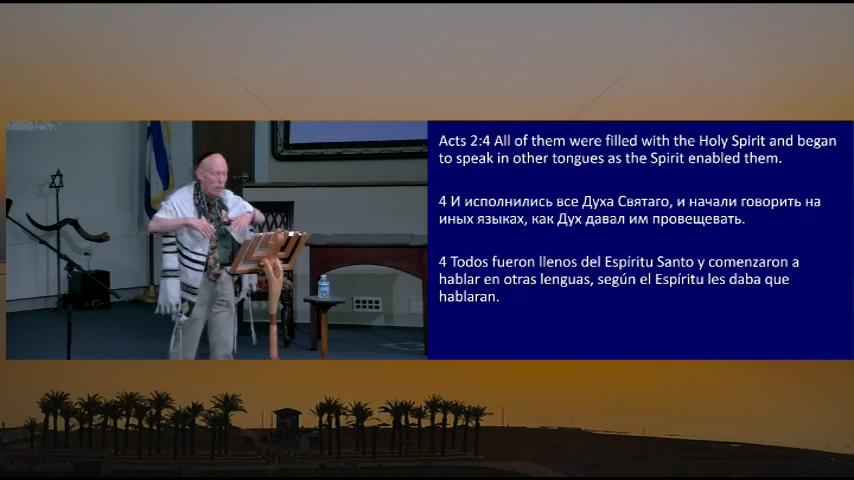 Acts 2:4 All of them were filled with the Holy Spirit and began
to speak in other tongues as the Spirit enabled them.
4 И исполнились все Духа Святаго, и начали говорить на
иных языках, как Дух давал им провещевать.
4 Todos fueron llenos del Espíritu Santo y comenzaron a
hablar en otras lenguas, según el Espíritu les daba que
hablaran.